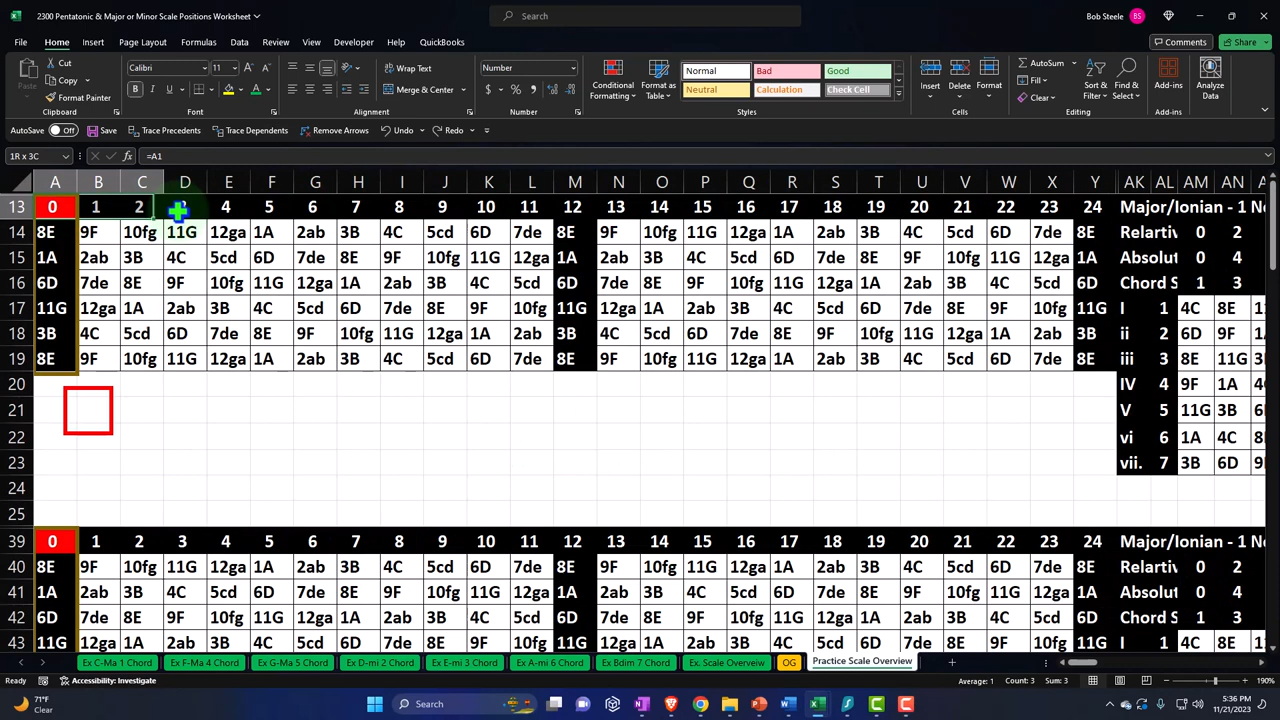 2300 Pentatonic & Major or Minor Scale Positions Worksheet
Search
Bob Steele BS
File Home Insert Page Layout Formulas Data Review View Developer Help QuickBooks Comments Share
Cut
Copy
Format Painter
Paste
Clipboard
Calibri 11
Font
Wrap Text
Merge & Center
Alignment
Number
Number
Conditional Formatting Format as Table
Normal Bad Good
Neutral Calculation Check Cell
Styles
Insert Delete Format
Cells
AutoSum
Fill
Clear
Sort & Filter Find & Select
Editing
Add-ins
Add-ins
Analyze Data
AutoSave Off Save Trace Precedents Trace Dependents Remove Arrows Undo Redo
1R x 3C fx =A1
A B C D E F G H I J K L M N O P Q R S T U V W X Y AK AL AM AN
13 0 1 2 4 5 6 7 8 9 10 11 12 13 14 15 16 17 18 19 20 21 22 23 24 Major/Ionian - 1 No
14 8E 9F 10fg 11G 12ga 1A 2ab 3B 4C 5cd 6D 7de 8E 9F 10fg 11G 12ga 1A 2ab 3B 4C 5cd 6D 7de 8E Relartiv 0 2
15 1A 2ab 3B 4C 5cd 6D 7de 8E 9F 10fg 11G 12ga 1A 2ab 3B 4C 5cd 6D 7de 8E 9F 10fg 11G 12ga 1A Absolut 0 4
16 6D 7de 8E 9F 10fg 11G 12ga 1A 2ab 3B 4C 5cd 6D 7de 8E 9F 10fg 11G 12ga 1A 2ab 3B 4C 5cd 6D Chord S 1 3
17 11G 12ga 1A 2ab 3B 4C 5cd 6D 7de 8E 9F 10fg 11G 12ga 1A 2ab 3B 4C 5cd 6D 7de 8E 9F 10fg 11G I 1 4C 8E
18 3B 4C 5cd 6D 7de 8E 9F 10fg 11G 12ga 1A 2ab 3B 4C 5cd 6D 7de 8E 9F 10fg 11G 12ga 1A 2ab 3B ii 2 6D 9F
19 8E 9F 10fg 11G 12ga 1A 2ab 3B 4C 5cd 6D 7de 8E 9F 10fg 11G 12ga 1A 2ab 3B 4C 5cd 6D 7de 8E iii 3 8E 11G
20 IV 4 9F 1A
21 V 5 11G 3B
22 vi 6 1A 4C
23 vii. 7 3B 6D
24
25
39 0 1 2 3 4 5 6 7 8 9 10 11 12 13 14 15 16 17 18 19 20 21 22 23 24 Major/Ionian - 1 No
40 8E 9F 10fg 11G 12ga 1A 2ab 3B 4C 5cd 6D 7de 8E 9F 10fg 11G 12ga 1A 2ab 3B 4C 5cd 6D 7de 8E Relartiv 0 2
41 1A 2ab 3B 4C 5cd 6D 7de 8E 9F 10fg 11G 12ga 1A 2ab 3B 4C 5cd 6D 7de 8E 9F 10fg 11G 12ga 1A Absolut 0 4
42 6D 7de 8E 9F 10fg 11G 12ga 1A 2ab 3B 4C 5cd 6D 7de 8E 9F 10fg 11G 12ga 1A 2ab 3B 4C 5cd 6D Chord S 1 3
43 11G 12ga 1A 2ab 3B 4C 5cd 6D 7de 8E 9F 10fg 11G 12ga 1A 2ab 3B 4C 5cd 6D 7de 8E 9F 10fg 11G I 1 4C 8E
Ex C-Ma 1 Chord Ex F-Ma 4 Chord Ex G-Ma 5 Chord Ex D-mi 2 Chord Ex E-mi 3 Chord Ex A-mi 6 Chord Ex Bdim 7 Chord Ex. Scale Overveiw OG Practice Scale Overview
Ready Accessibility: Investigate Average: 1 Count: 3 Sum: 3 190%
71°F
Clear
Search
5:36 PM
11/21/2023